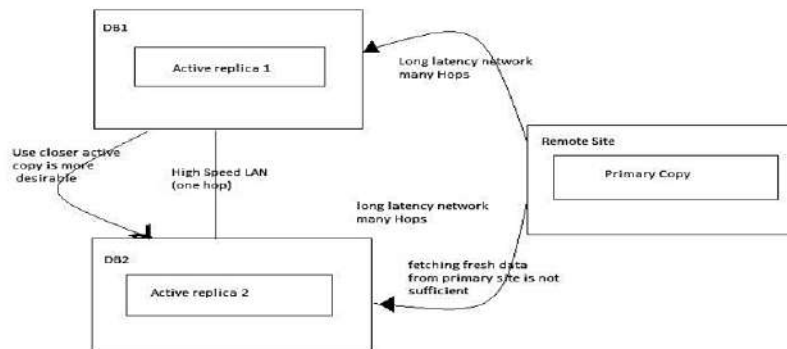 DB1
Active replica 1
Long latency network
many Hops
Use closer active
copy is more
desirable
High Speed LAN
(one hop)
Remote Site
Primary Copy
long latency network
many Hops
DB2
fetching fresh data
from primary site is not
sufficient
Active replica 2